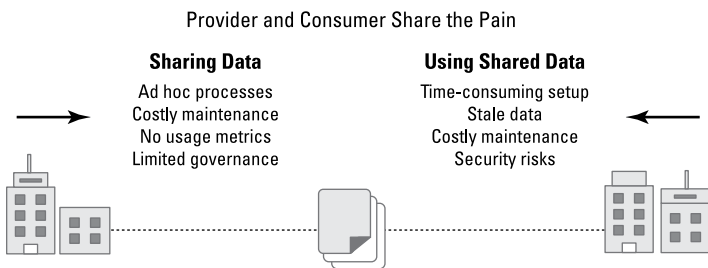 Provider and Consumer Share the Pain
Sharing Data
Ad hoc processes
Costly maintenance
No usage metrics
Limited governance
Using Shared Data
Time-consuming setup
Stale data
Costly maintenance
Security risks